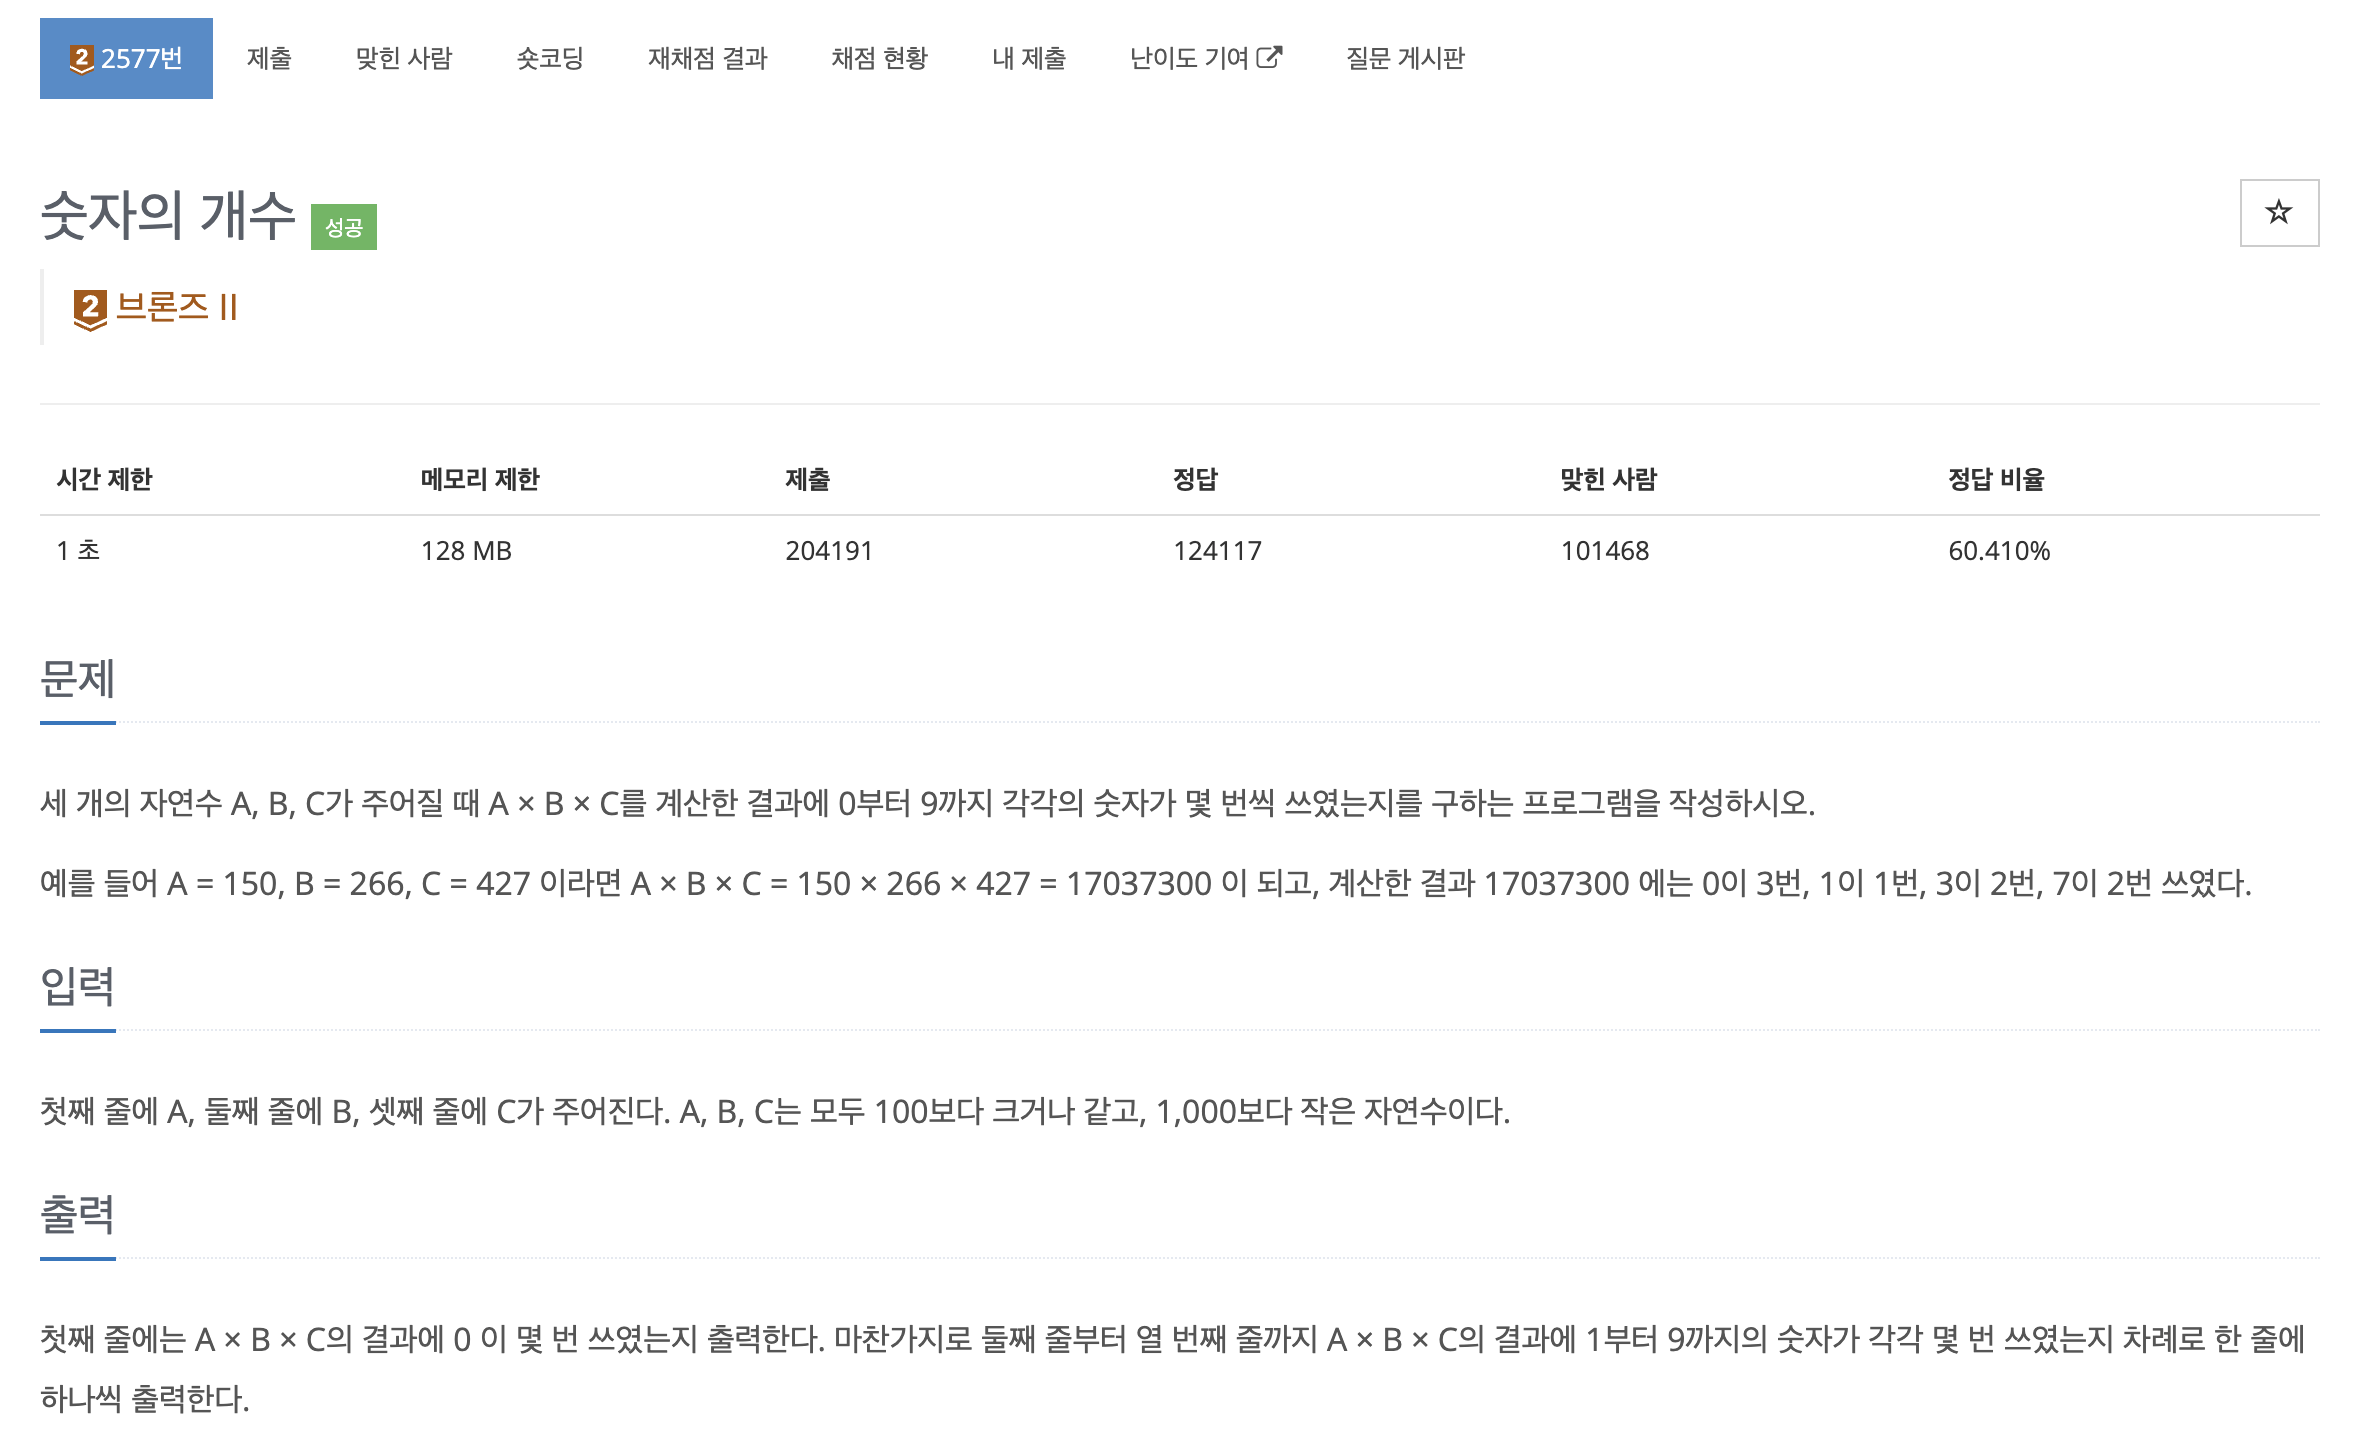 2 2577번 제출 맞힌 사람 숏코딩 재채점 결과 채점 현황 내 제출 난이도 기여 질문 게시판
숫자의 개수 성공
2 브론즈 II
시간 제한 메모리 제한 제출 정답 맞힌 사람 정답 비율
1 초 128 MB 204191 124117 101468 60.410%
문제
세 개의 자연수 A, B, C가 주어질 때 A × B × C를 계산한 결과에 0부터 9까지 각각의 숫자가 몇 번씩 쓰였는지를 구하는 프로그램을 작성하시오.
예를 들어 A = 150, B = 266, C = 427 이라면 A × B × C = 150 × 266 × 427 = 17037300 이 되고, 계산한 결과 17037300 에는 0이 3번, 1이 1번, 3이 2번, 7이 2번 쓰였다.
입력
첫째 줄에 A, 둘째 줄에 B, 셋째 줄에 C가 주어진다. A, B, C는 모두 100보다 크거나 같고, 1,000보다 작은 자연수이다.
출력
첫째 줄에는 A × B × C의 결과에 0 이 몇 번 쓰였는지 출력한다. 마찬가지로 둘째 줄부터 열 번째 줄까지 A × B × C의 결과에 1부터 9까지의 숫자가 각각 몇 번 쓰였는지 차례로 한 줄에
하나씩 출력한다.